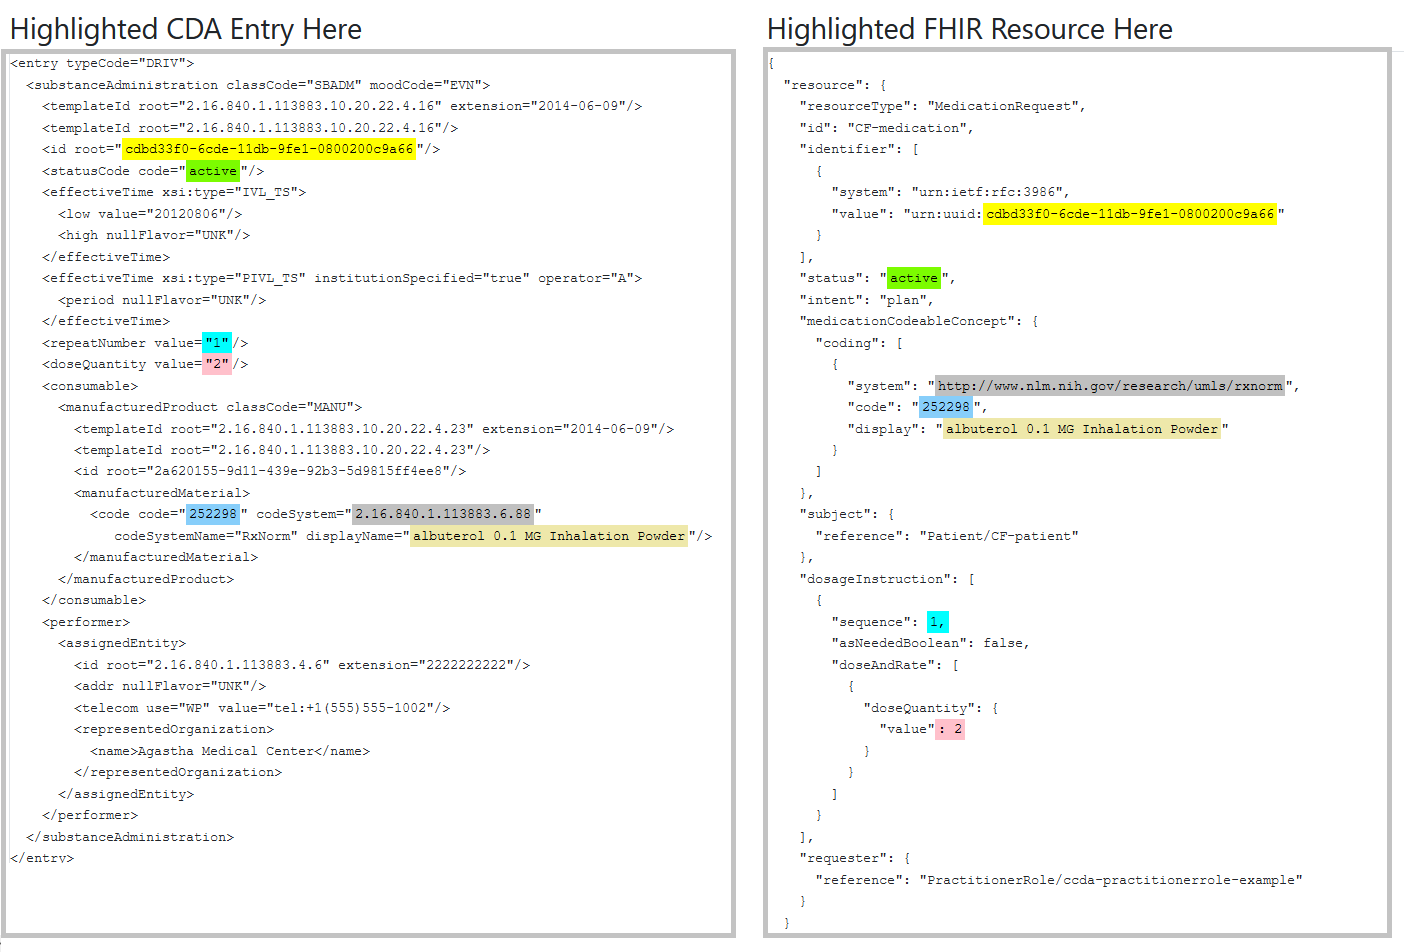 Highlighted CDA Entry Here
<entry typeCode="DRIV">
  <substanceAdministration classCode="SBADM" moodCode="EVN">
    <templateId root="2.16.840.1.113883.10.20.22.4.16" extension="2014-06-09"/>
    <templateId root="2.16.840.1.113883.10.20.22.4.16"/>
    <id root="cdbd33f0-6cde-11db-9fe1-0800200c9a66"/>
    <statusCode code="active"/>
    <effectiveTime xsi:type="IVL_TS">
      <low value="20120806"/>
      <high nullFlavor="UNK"/>
    </effectiveTime>
    <effectiveTime xsi:type="PIVL_TS" institutionSpecified="true" operator="A">
      <period nullFlavor="UNK"/>
    </effectiveTime>
    <repeatNumber value="1"/>
    <doseQuantity value="2"/>
    <consumable>
      <manufacturedProduct classCode="MANU">
        <templateId root="2.16.840.1.113883.10.20.22.4.23" extension="2014-06-09"/>
        <templateId root="2.16.840.1.113883.10.20.22.4.23"/>
        <id root="2a620155-9d11-439e-92b3-5d9815ff4ee8"/>
        <manufacturedMaterial>
          <code code="252298" codeSystem="2.16.840.1.113883.6.88"
             codeSystemName="RxNorm" displayName="albuterol 0.1 MG Inhalation Powder"/>
        </manufacturedMaterial>
      </manufacturedProduct>
    </consumable>
    <performer>
      <assignedEntity>
        <id root="2.16.840.1.113883.4.6" extension="2222222222"/>
        <addr nullFlavor="UNK"/>
        <telecom use="WP" value="tel:+1(555)555-1002"/>
        <representedOrganization>
          <name>Agastha Medical Center</name>
        </representedOrganization>
      </assignedEntity>
    </performer>
  </substanceAdministration>
</entry>
Highlighted FHIR Resource Here
{
  "resource": {
    "resourceType": "MedicationRequest",
    "id": "CF-medication",
    "identifier": [
      {
        "system": "urn:ietf:rfc:3986",
        "value": "urn:uuid:cdbd33f0-6cde-11db-9fe1-0800200c9a66"
      }
    ],
    "status": "active",
    "intent": "plan",
    "medicationCodeableConcept": {
      "coding": [
        {
          "system": "http://www.nlm.nih.gov/research/umls/rxnorm",
          "code": "252298",
          "display": "albuterol 0.1 MG Inhalation Powder"
        }
      ]
    },
    "subject": {
      "reference": "Patient/CF-patient"
    },
    "dosageInstruction": [
      {
        "sequence": 1,
        "asNeededBoolean": false,
        "doseAndRate": [
          {
            "doseQuantity": {
              "value": 2
            }
          }
        ]
      }
    ],
    "requester": {
      "reference": "PractitionerRole/ccda-practitionerrole-example"
    }
  }